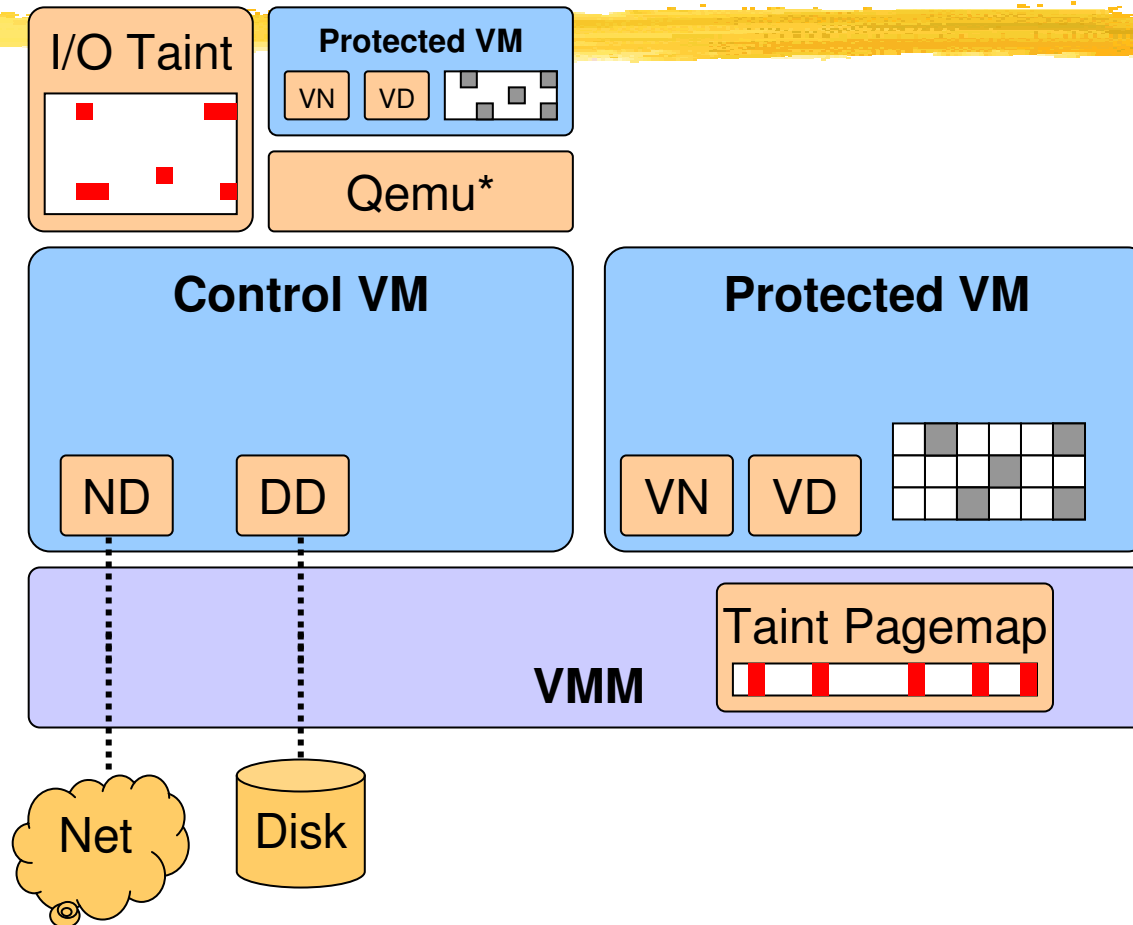 I/O Taint
Protected VM
VN VD
Qemu*
Control VM
Protected VM
ND DD
VN VD
Taint Pagemap
VMM
Net
Disk